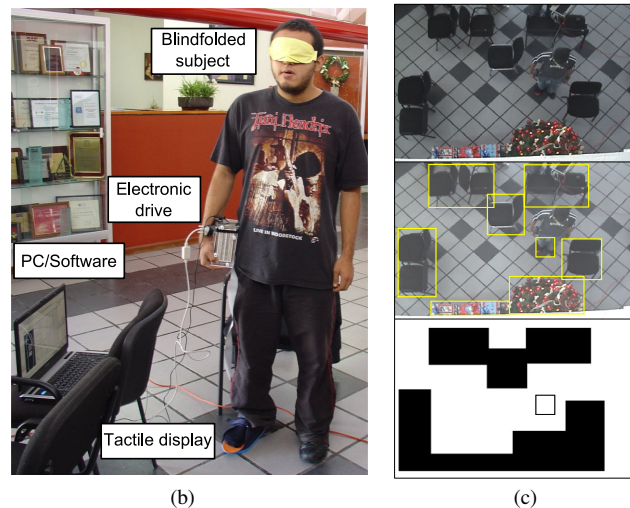 Blindfolded
subject
Jimi Hendrix
Electronic
drive
LIVE IN WOODSTOCK
PC/Software
Tactile display
(b)
(c)